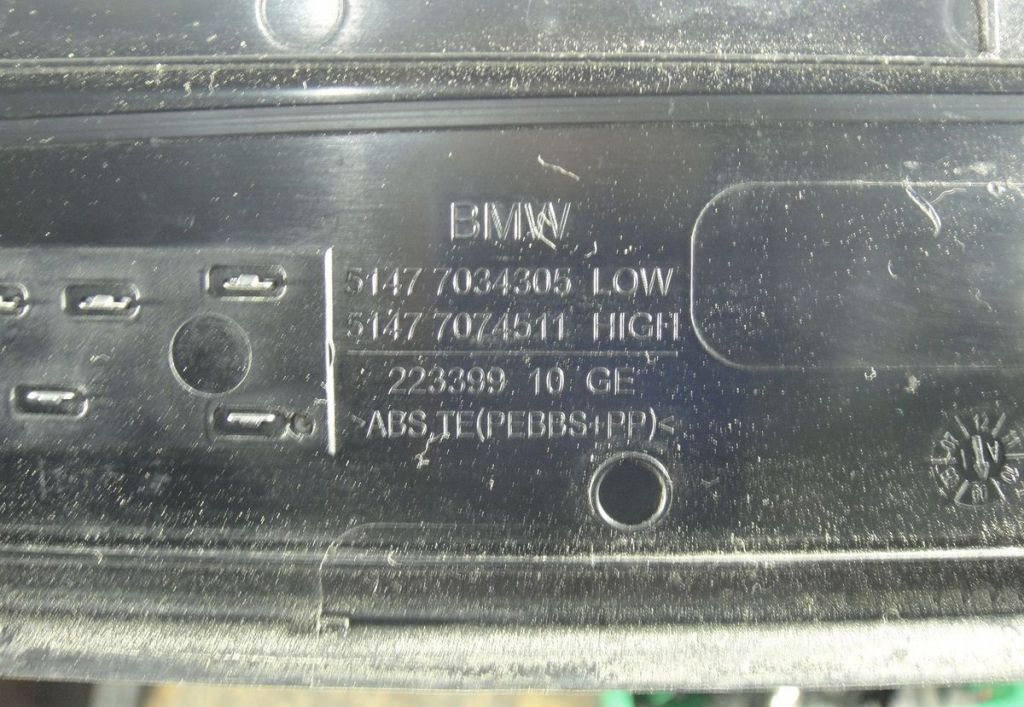 BMW
5147 7034305 LOW
5147 7074511 HIGH
223399 10 GE
>ABS,TE(PEBBS+PP)<